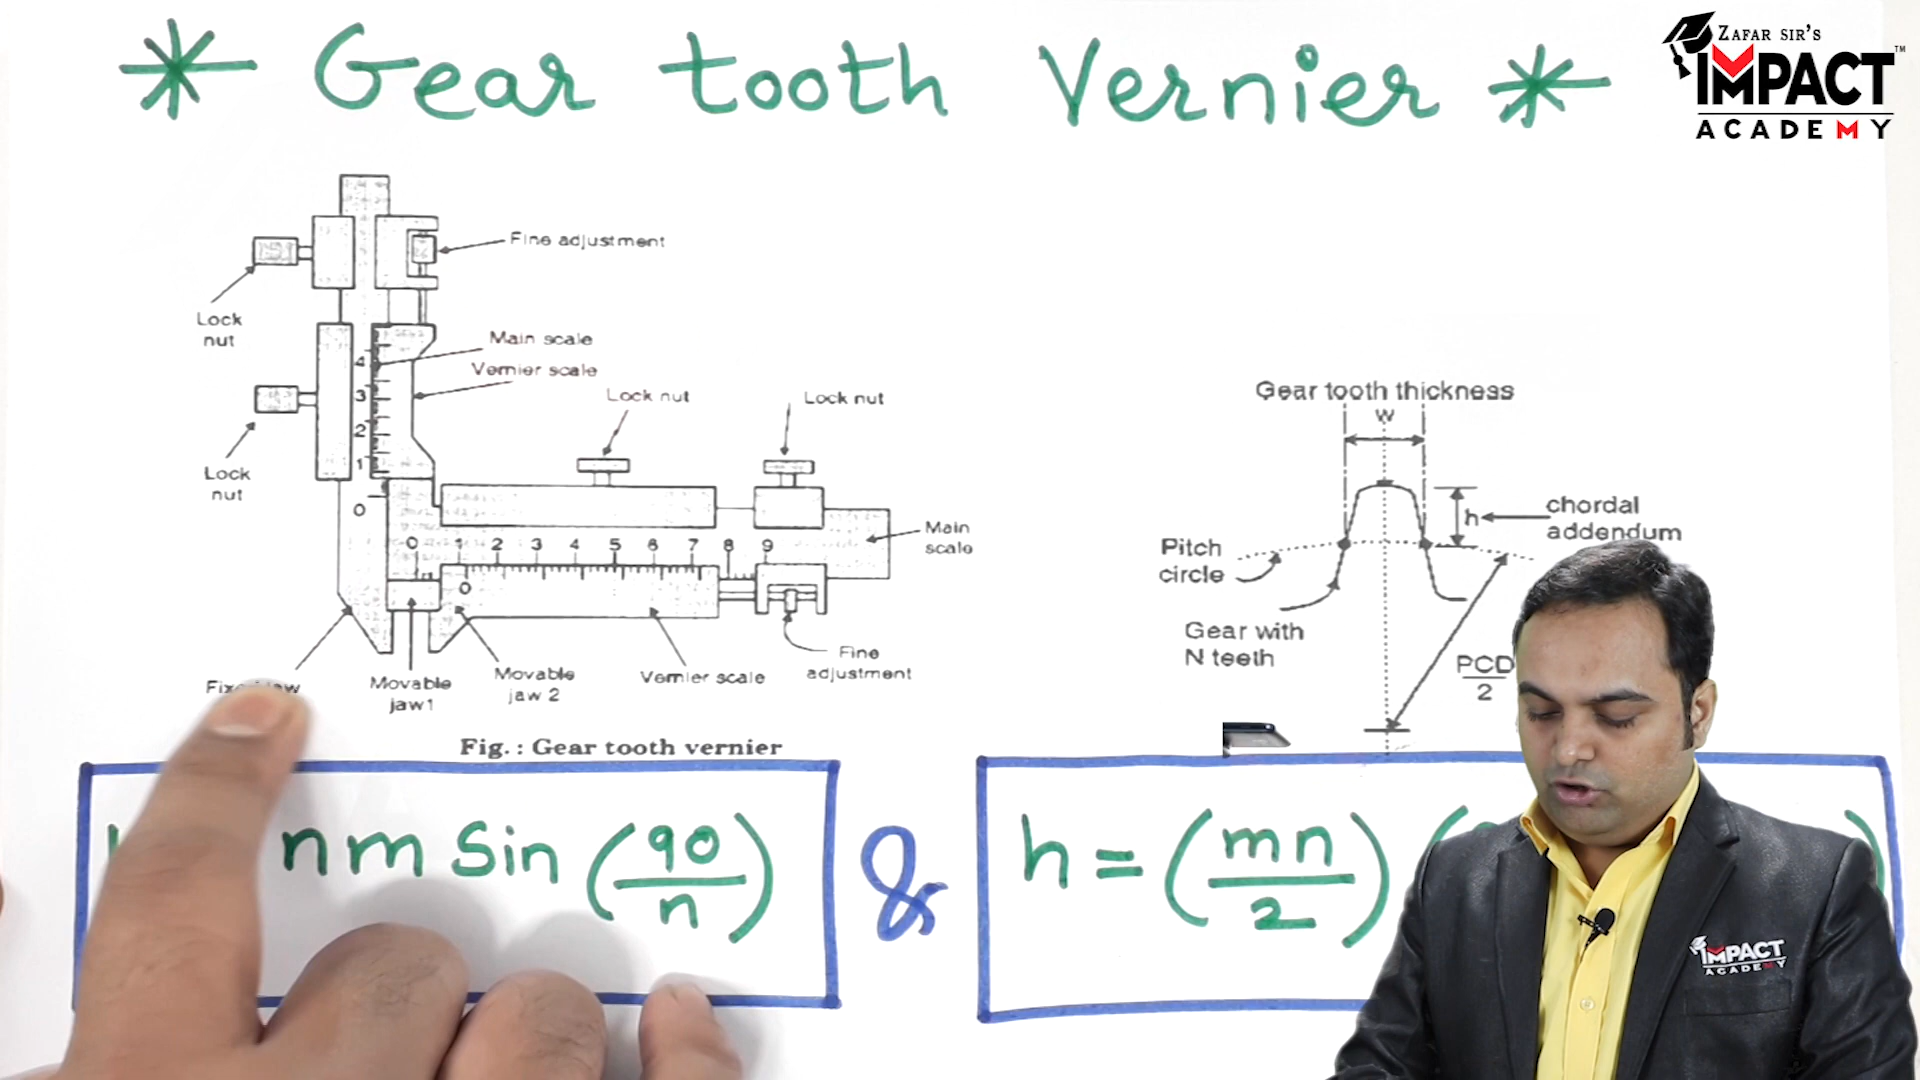 * Gear tooth Vernier *
ZAFAR SIR'S
IMPACT™
ACADEMY
Fine adjustment
Lock
nut
Main scale
Vernier scale
4
3
2
1
0
Lock nut
Lock nut
Lock
nut
Main
scale
0 1 2 3 4 5 6 7 8 9
0
Fine
adjustment
Movable
jaw 1
Movable
jaw 2
Vernier scale
Fig. : Gear tooth vernier
Gear tooth thickness
w
h
chordal
addendum
Pitch
circle
Gear with
N teeth
PCD
2
nm Sin (90/n)
&
h = (mn/2) (
IMPACT
ACADEMY